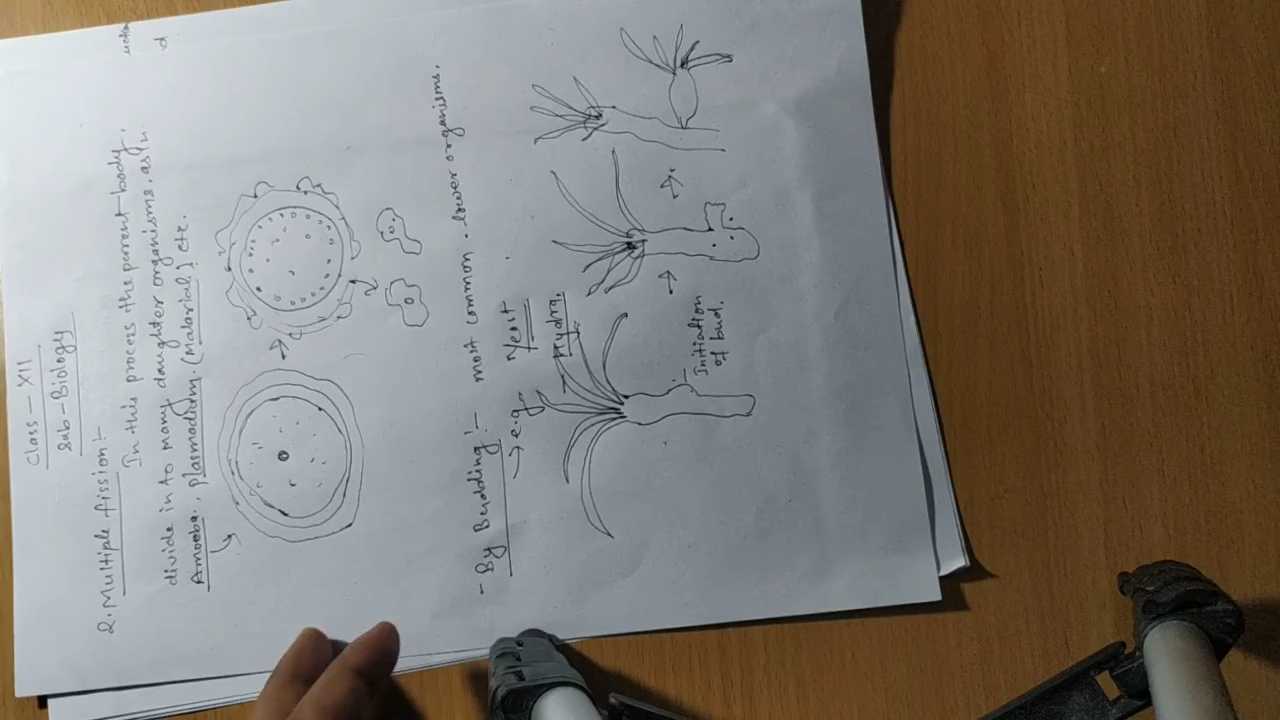 Class - XII
Sub - Biology
2. Multiple fission :-
In this process the parent body,
divide in to many daughter organisms, as in
Amoeba, plasmodium. (Malarial) etc.
- By Budding :- most common . lower organisms.
→ e.g. Yeast
Hydra.
Initiation
of bud.